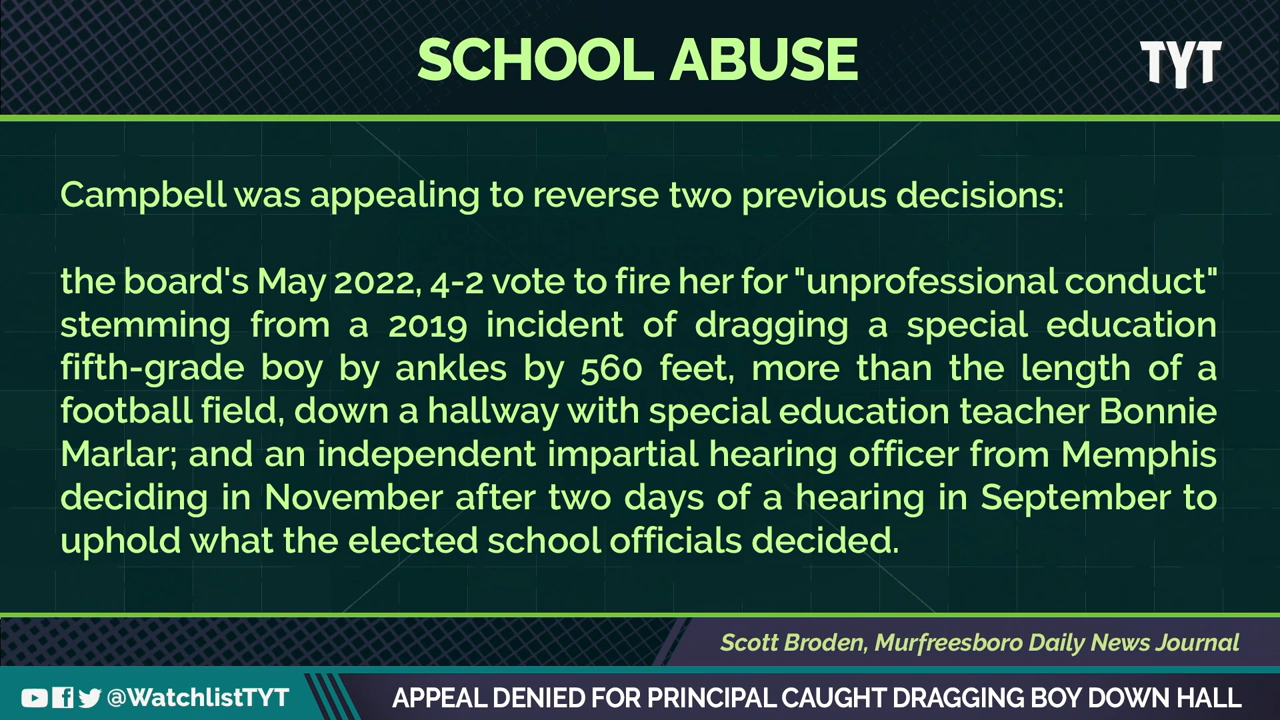 SCHOOL ABUSE
TYT
Campbell was appealing to reverse two previous decisions:
the board's May 2022, 4-2 vote to fire her for "unprofessional conduct"
stemming from a 2019 incident of dragging a special education
fifth-grade boy by ankles by 560 feet, more than the length of a
football field, down a hallway with special education teacher Bonnie
Marlar; and an independent impartial hearing officer from Memphis
deciding in November after two days of a hearing in September to
uphold what the elected school officials decided.
Scott Broden, Murfreesboro Daily News Journal
@WatchlistTYT
APPEAL DENIED FOR PRINCIPAL CAUGHT DRAGGING BOY DOWN HALL